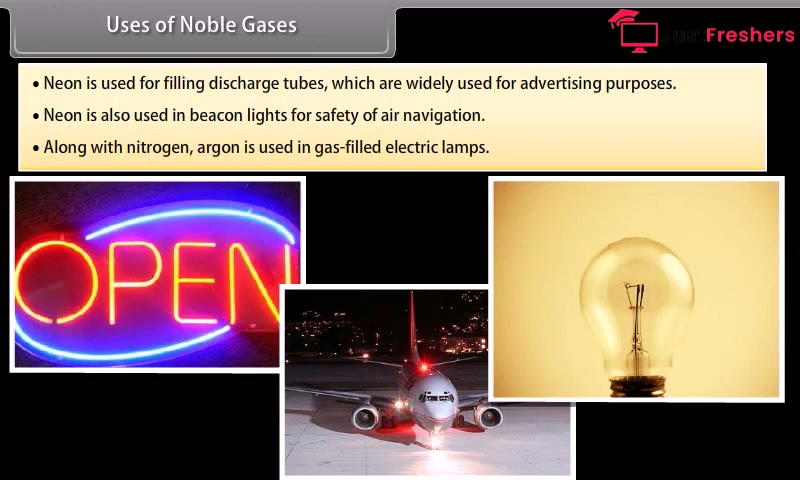 Uses of Noble Gases
JustFreshers
• Neon is used for filling discharge tubes, which are widely used for advertising purposes.
• Neon is also used in beacon lights for safety of air navigation.
• Along with nitrogen, argon is used in gas-filled electric lamps.
OPEN